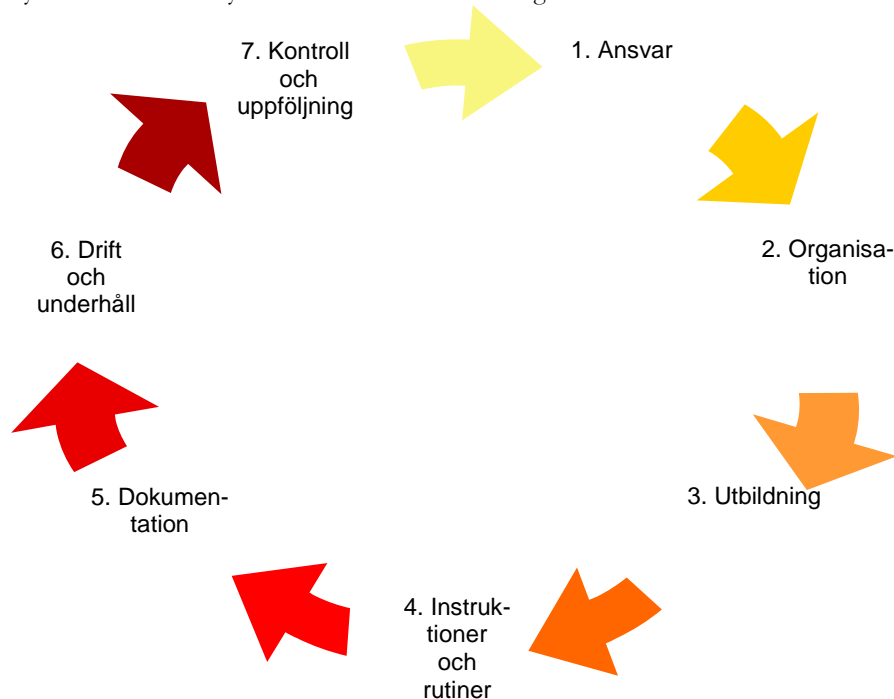 1. Ansvar
2. Organisa-
tion
3. Utbildning
4. Instruk-
tioner
och
rutiner
5. Dokumen-
tation
6. Drift
och
underhåll
7. Kontroll
och
uppföljning